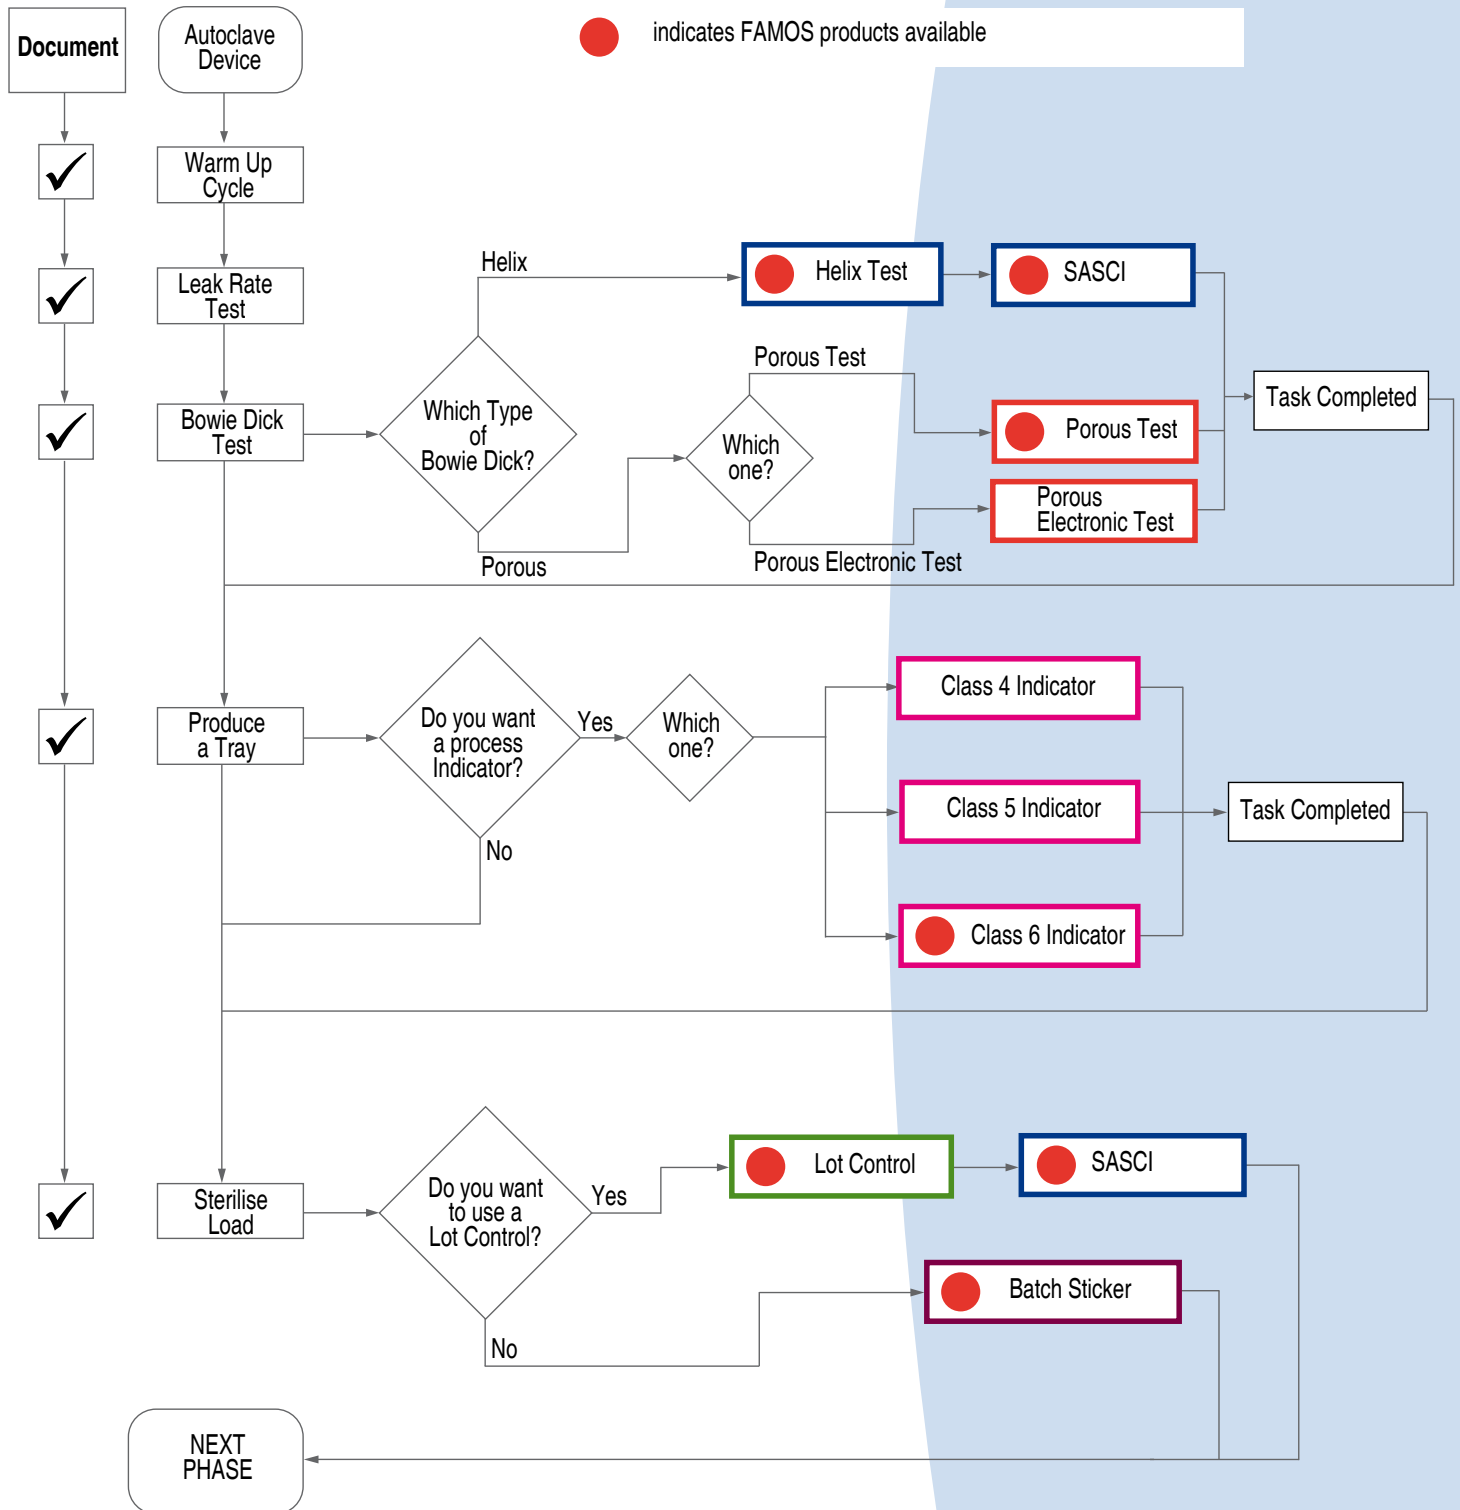 Document
Autoclave
Device
indicates FAMOS products available
Warm Up
Cycle
Leak Rate
Test
Helix
Helix Test
SASCI
Bowie Dick
Test
Which Type
of
Bowie Dick?
Porous Test
Which
one?
Porous Test
Task Completed
Porous
Electronic Test
Porous
Porous Electronic Test
Produce
a Tray
Do you want
a process
Indicator?
Yes
Which
one?
No
Class 4 Indicator
Class 5 Indicator
Class 6 Indicator
Task Completed
Sterilise
Load
Do you want
to use a
Lot Control?
Yes
Lot Control
SASCI
No
Batch Sticker
NEXT
PHASE